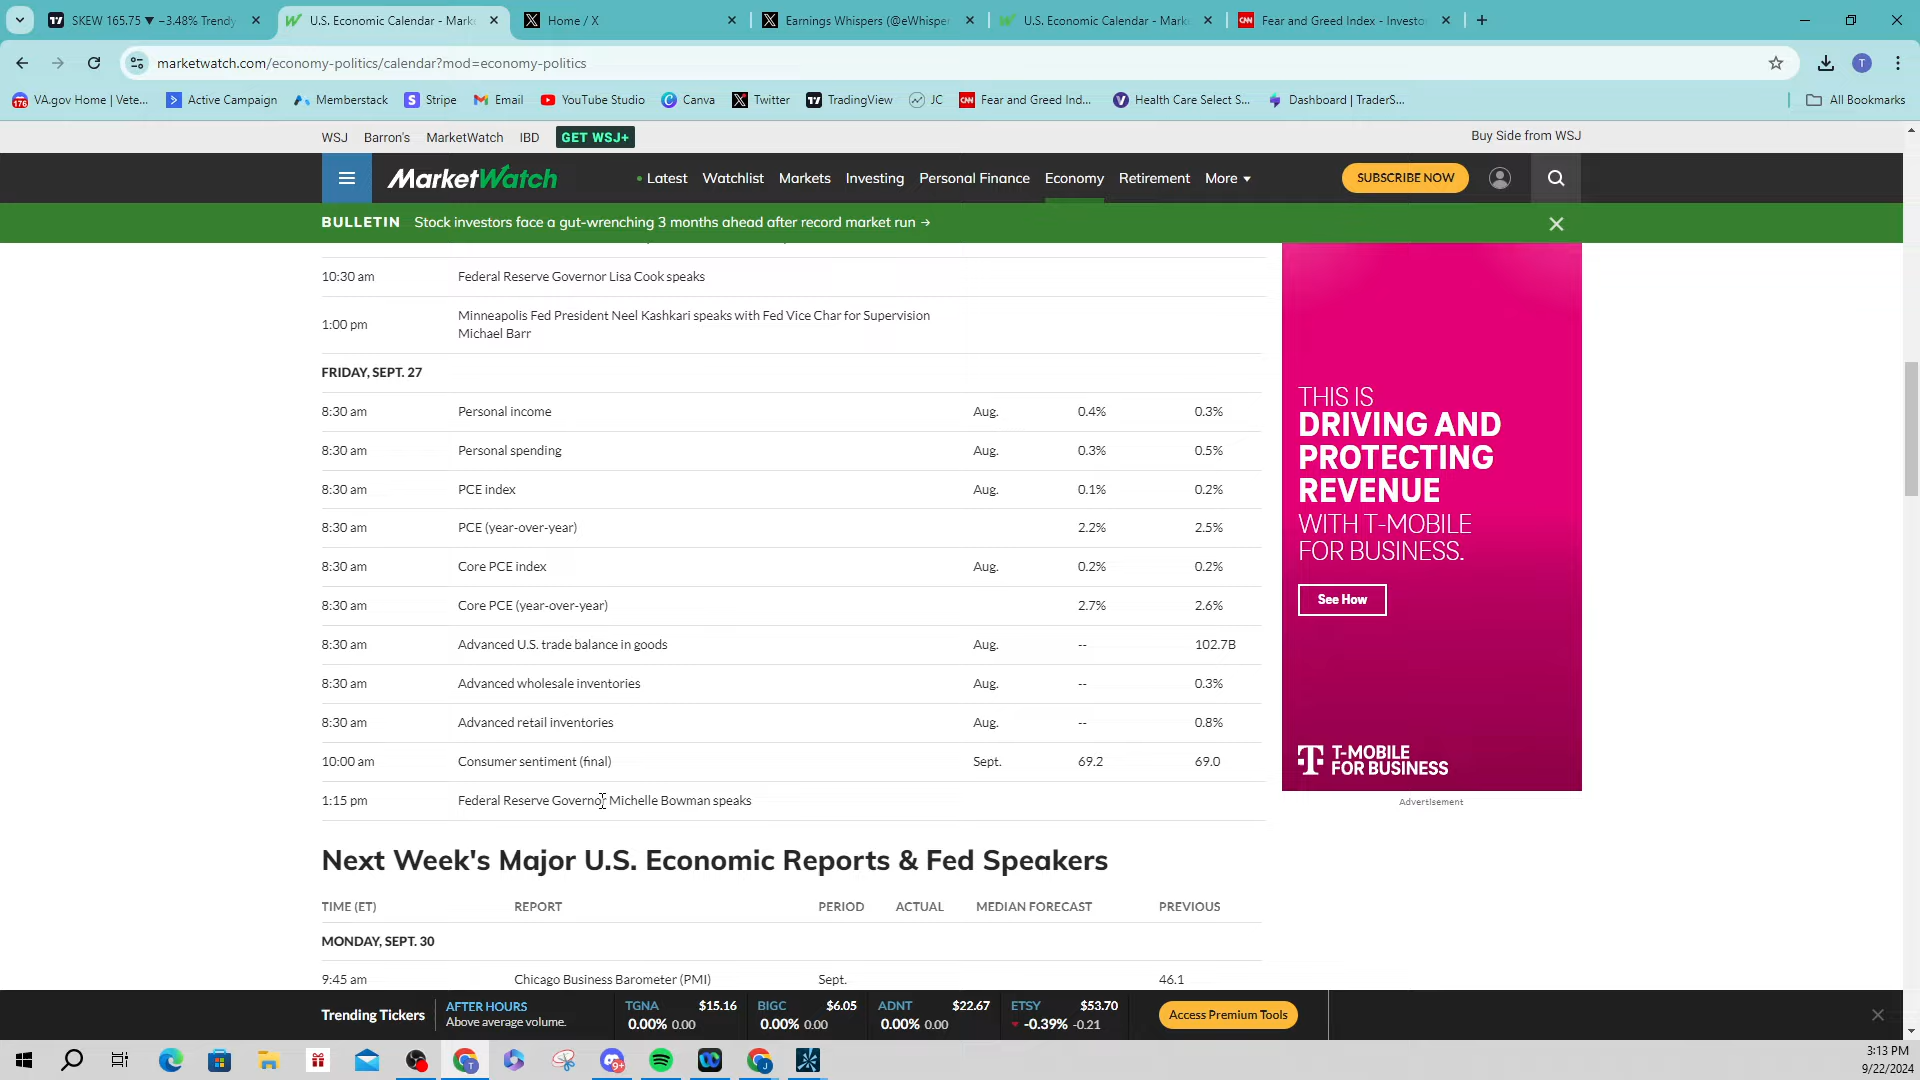 SKEW 165.75 ▼ −3.48% Trendy
U.S. Economic Calendar - Mark
Home / X
Earnings Whispers (@eWhisper
U.S. Economic Calendar - Mark
Fear and Greed Index - Investo
marketwatch.com/economy-politics/calendar?mod=economy-politics
T
VA.gov Home | Vete...
Active Campaign
Memberstack
Stripe
Email
YouTube Studio
Canva
Twitter
TradingView
JC
Fear and Greed Ind...
Health Care Select S...
Dashboard | TraderS...
All Bookmarks
WSJ
Barron's
MarketWatch
IBD
GET WSJ+
Buy Side from WSJ
MarketWatch
Latest
Watchlist
Markets
Investing
Personal Finance
Economy
Retirement
More
SUBSCRIBE NOW
BULLETIN Stock investors face a gut-wrenching 3 months ahead after record market run →
10:30 am Federal Reserve Governor Lisa Cook speaks
1:00 pm Minneapolis Fed President Neel Kashkari speaks with Fed Vice Char for Supervision
Michael Barr
FRIDAY, SEPT. 27
8:30 am Personal income Aug. 0.4% 0.3%
8:30 am Personal spending Aug. 0.3% 0.5%
8:30 am PCE index Aug. 0.1% 0.2%
8:30 am PCE (year-over-year) 2.2% 2.5%
8:30 am Core PCE index Aug. 0.2% 0.2%
8:30 am Core PCE (year-over-year) 2.7% 2.6%
8:30 am Advanced U.S. trade balance in goods Aug. -- 102.7B
8:30 am Advanced wholesale inventories Aug. -- 0.3%
8:30 am Advanced retail inventories Aug. -- 0.8%
10:00 am Consumer sentiment (final) Sept. 69.2 69.0
1:15 pm Federal Reserve Governor Michelle Bowman speaks
THIS IS
DRIVING AND
PROTECTING
REVENUE
WITH T-MOBILE
FOR BUSINESS.
See How
T-MOBILE
FOR BUSINESS
Advertisement
Next Week's Major U.S. Economic Reports & Fed Speakers
TIME (ET) REPORT PERIOD ACTUAL MEDIAN FORECAST PREVIOUS
MONDAY, SEPT. 30
9:45 am Chicago Business Barometer (PMI) Sept. 46.1
Trending Tickers
AFTER HOURS
Above average volume.
TGNA $15.16
0.00% 0.00
BIGC $6.05
0.00% 0.00
ADNT $22.67
0.00% 0.00
ETSY $53.70
-0.39% -0.21
Access Premium Tools
3:13 PM
9/22/2024